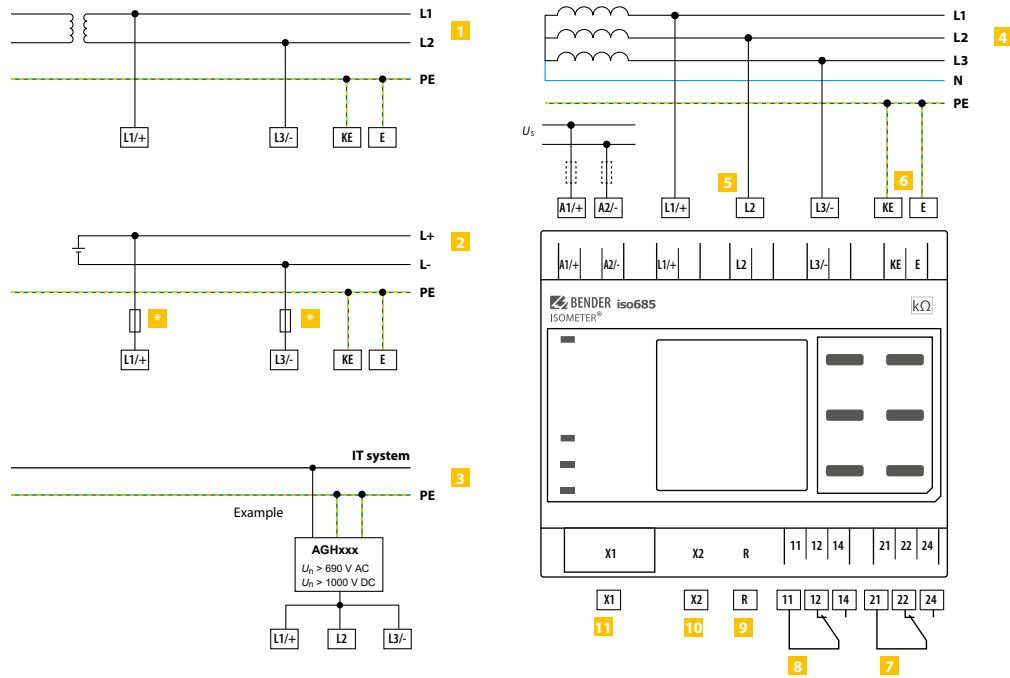 L1
1
L2
PE
L1/+ L3/- KE E
L+
2
L-
PE
* *
L1/+ L3/- KE E
IT system
3
PE
Example
AGHxxx
Un > 690 V AC
Un > 1000 V DC
L1/+ L2 L3/-
L1
L2
4
L3
N
PE
Us
5
6
A1/+ A2/- L1/+ L2 L3/- KE E
A1/+ A2/- L1/+ L2 L3/- KE E
BENDER iso685
ISOMETER®
kΩ
X1 X2 R 11 12 14 21 22 24
X1 X2 R 11 12 14 21 22 24
11 10 9
8 7